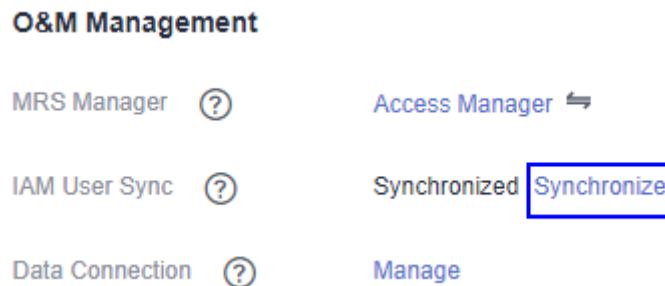 O&M Management
MRS Manager ? Access Manager
IAM User Sync ? Synchronized Synchronize
Data Connection ? Manage